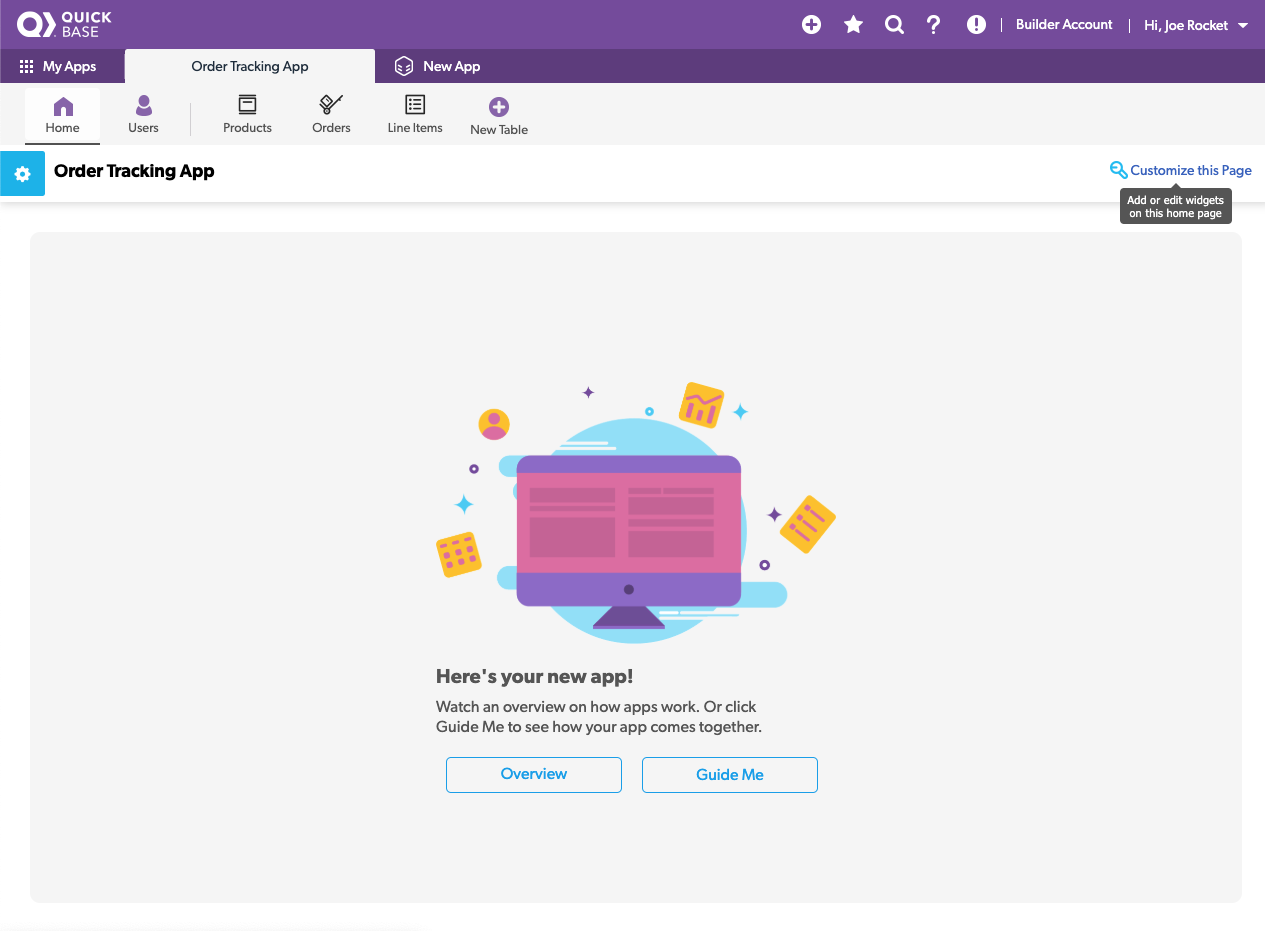 QUICK
BASE
Builder Account
Hi, Joe Rocket
My Apps
Order Tracking App
New App
Home
Users
Products
Orders
Line Items
New Table
Order Tracking App
Customize this Page
Add or edit widgets
on this home page
Here's your new app!
Watch an overview on how apps work. Or click
Guide Me to see how your app comes together.
Overview
Guide Me